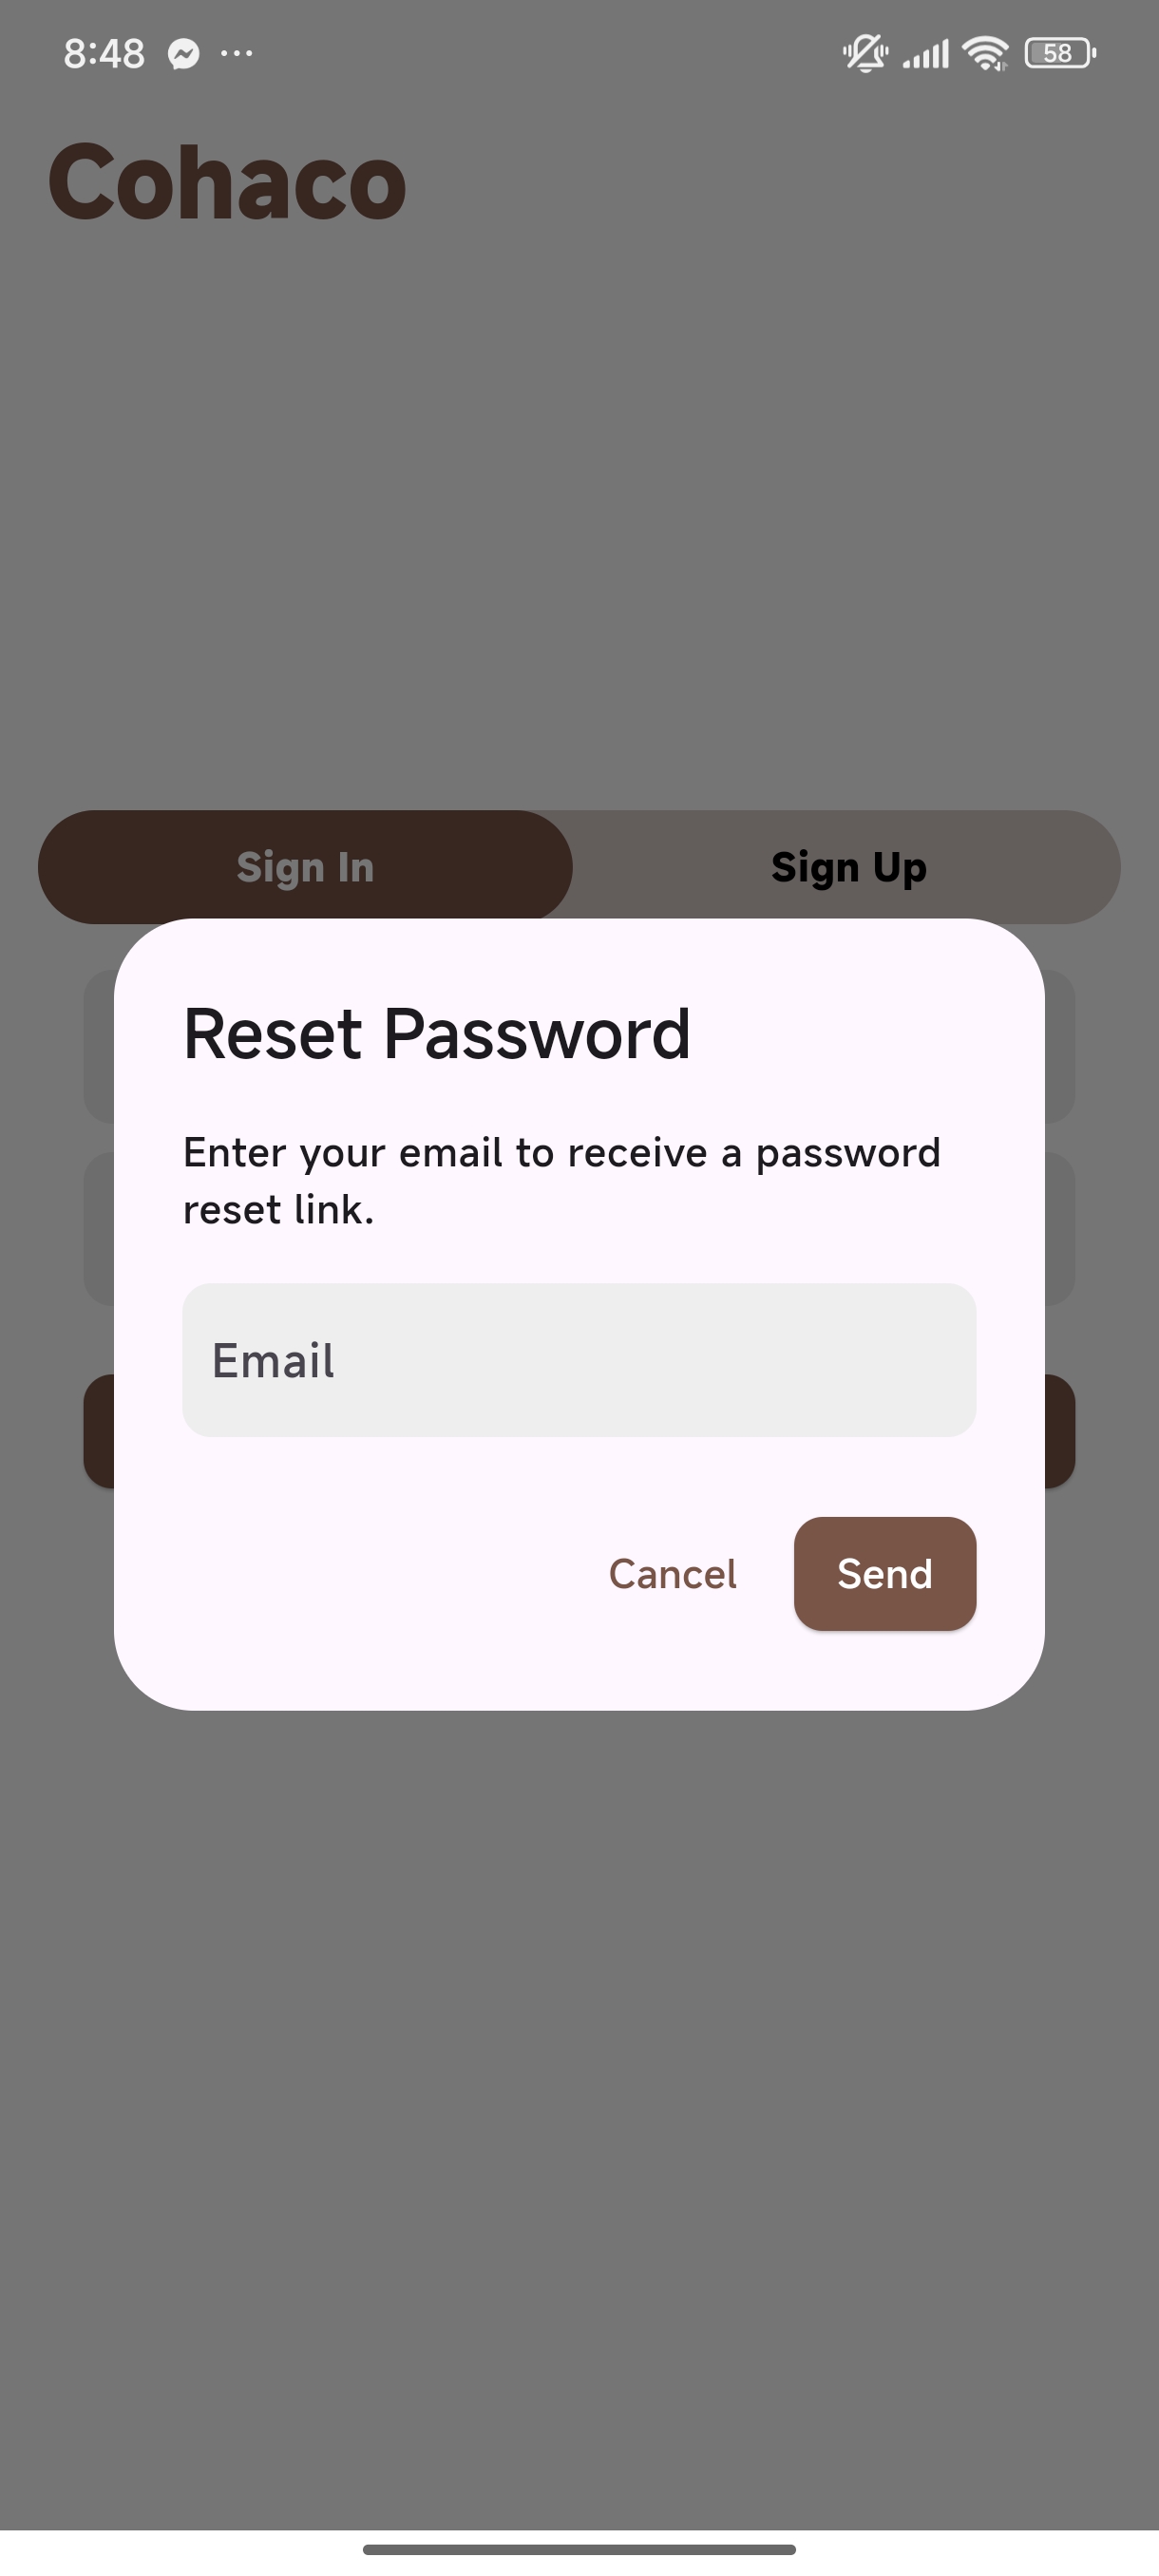 8:48
58
Cohaco
Sign In
Sign Up
Reset Password
Enter your email to receive a password
reset link.
Email
Cancel
Send